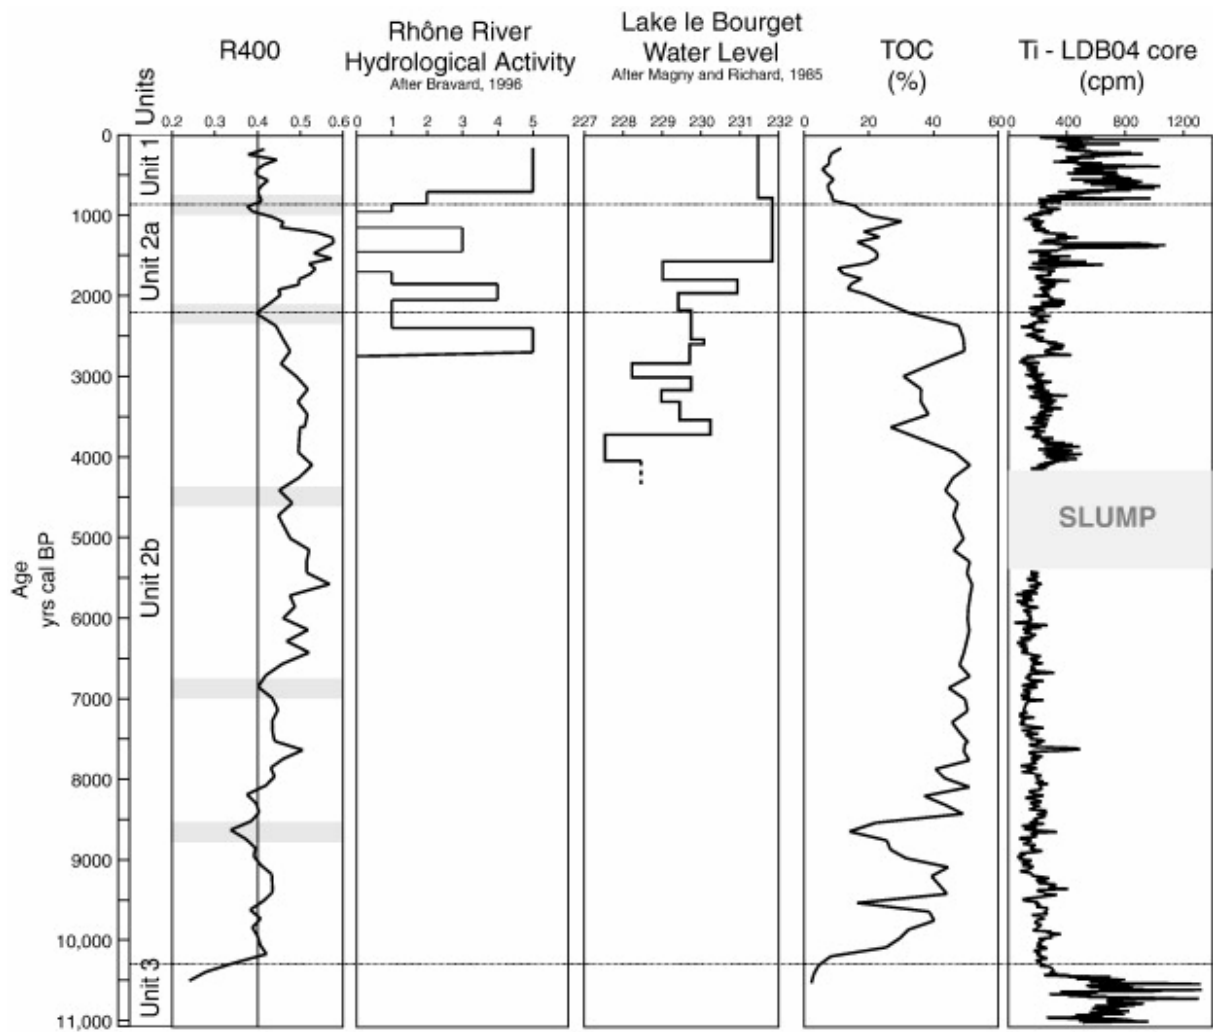 R400
Rhône River
Hydrological Activity
After Bravard, 1996
Lake le Bourget
Water Level
After Magny and Richard, 1985
TOC
(%)
Ti - LDB04 core
(cpm)
Units
0.2 0.3 0.4 0.5 0.6
0 1 2 3 4 5 6
227 228 229 230 231 232
0 20 40 60
0 400 800 1200
0
1000
2000
3000
4000
5000
6000
7000
8000
9000
10,000
11,000
Age
yrs cal BP
Unit 1
Unit 2a
Unit 2b
Unit 3
SLUMP